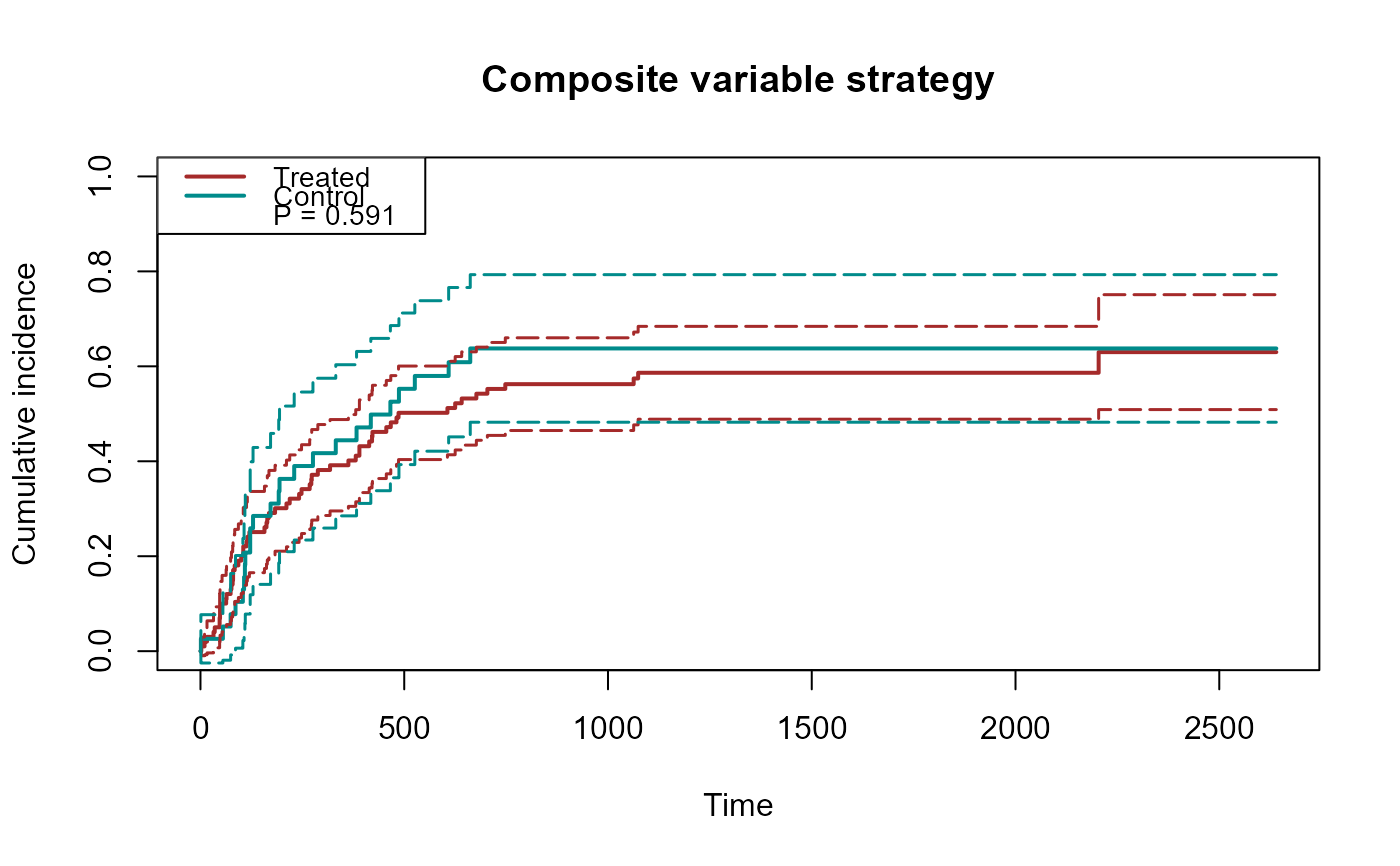 Composite variable strategy
Treated
Control
P = 0.591
Cumulative incidence
1.0
0.8
0.6
0.4
0.2
0.0
0 500 1000 1500 2000 2500
Time